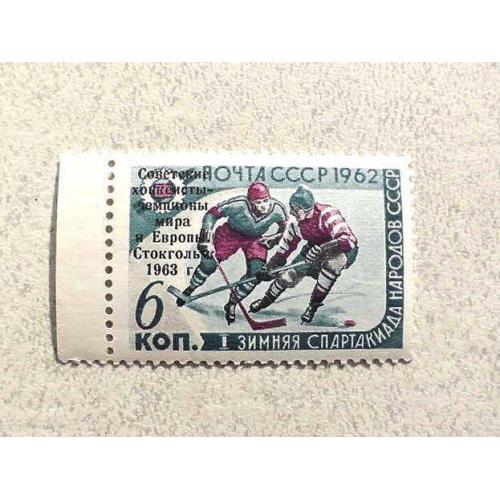 ПОЧТА СССР 1962
Советские
хоккеисты-
чемпионы
мира
и Европы.
Стокгольм
1963 г.
6
КОП.
I ЗИМНЯЯ СПАРТАКИАДА НАРОДОВ СССР